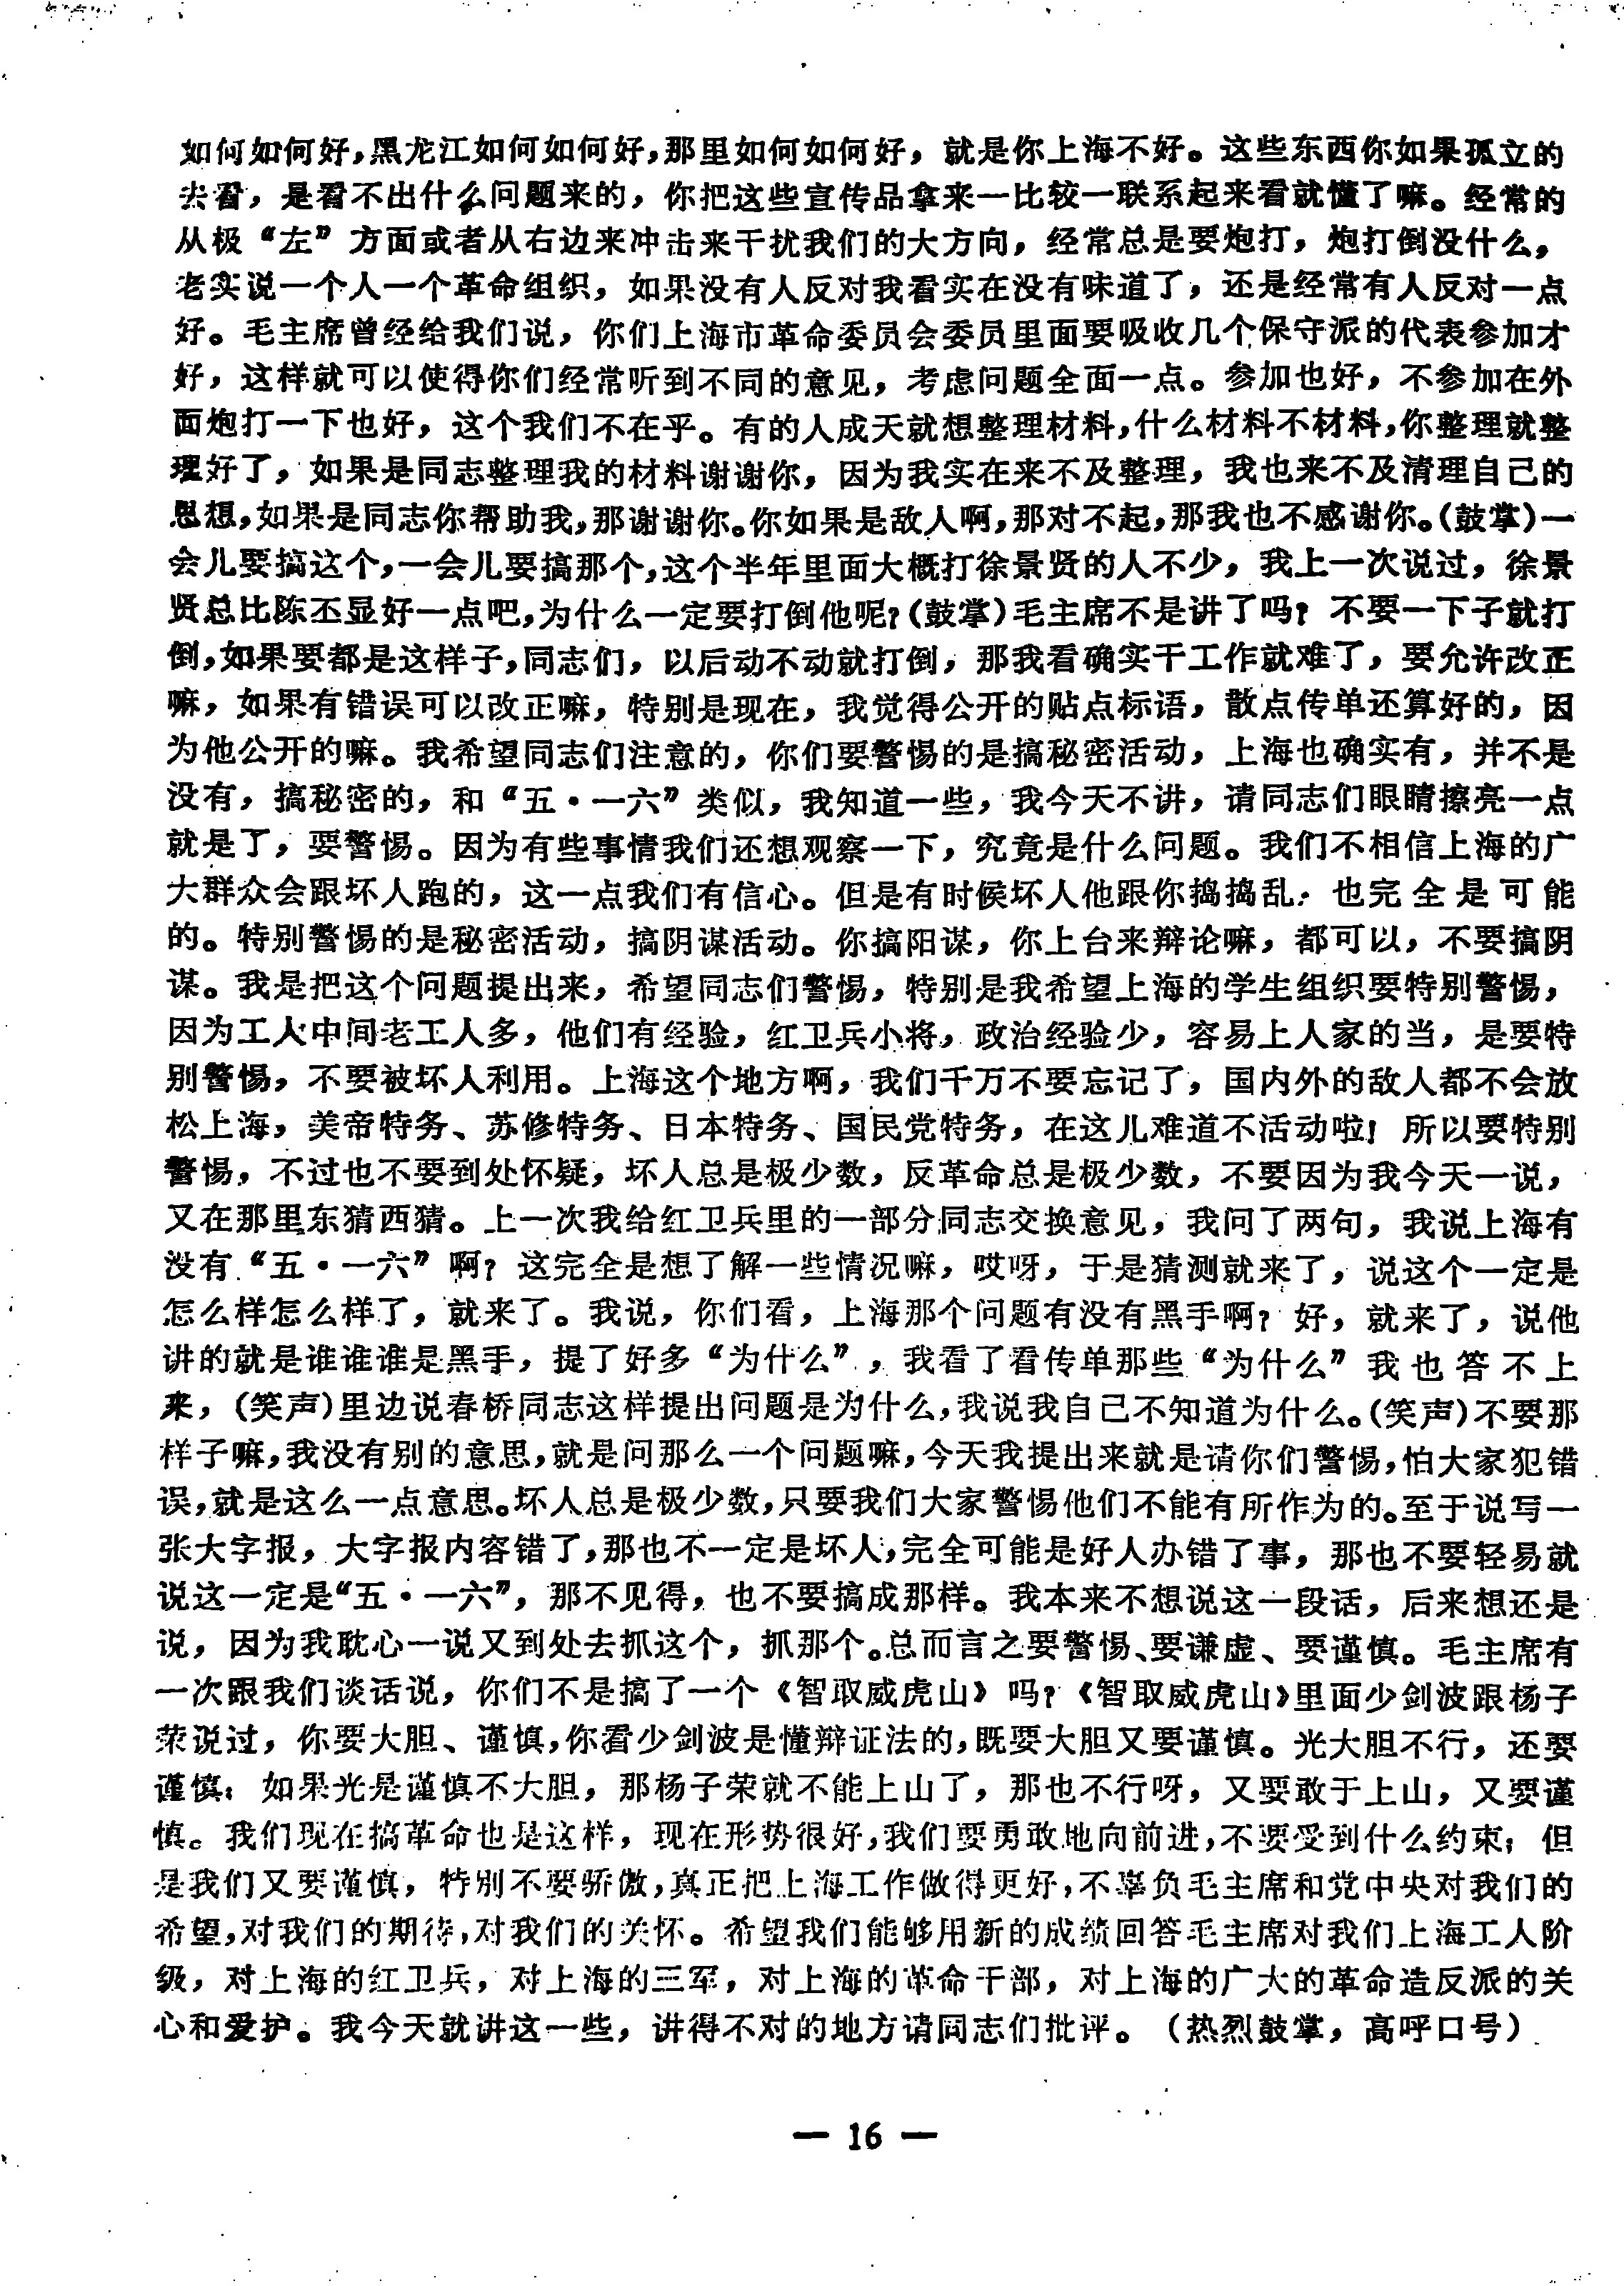 如何如何好，黑龙江如何如何好，那里如何如何好，就是你上海不好。这些东西你如果孤立的
去看，是看不出什么问题来的，你把这些宣传品拿来一比较一联系起来看就懂了嘛。经常的
从极“左”方面或者从右边来冲击来干扰我们的大方向，经常总是要炮打，炮打倒没什么，
老实说一个人一个革命组织，如果没有人反对我看实在没有味道了，还是经常有人反对一点
好。毛主席曾经给我们说，你们上海市革命委员会委员里面要吸收几个保守派的代表参加才
好，这样就可以使得你们经常听到不同的意见，考虑问题全面一点。参加也好，不参加在外
面炮打一下也好，这个我们不在乎。有的人成天就想整理材料，什么材料不材料，你整理就整
理好了，如果是同志整理我的材料谢谢你，因为我实在来不及整理，我也来不及清理自己的
思想，如果是同志你帮助我，那谢谢你。你如果是敌人啊，那对不起，那我也不感谢你。（鼓掌）一
会儿要搞这个，一会儿要搞那个，这个半年里面大概打徐景贤的人不少，我上一次说过，徐景
贤总比陈丕显好一点吧，为什么一定要打倒他呢？（鼓掌）毛主席不是讲了吗？不要一下子就打
倒，如果要都是这样子，同志们，以后动不动就打倒，那我看确实干工作就难了，要允许改正
嘛，如果有错误可以改正嘛，特别是现在，我觉得公开的贴点标语，散点传单还算好的，因
为他公开的嘛。我希望同志们注意的，你们要警惕的是搞秘密活动，上海也确实有，并不是
没有，搞秘密的，和“五·一六”类似，我知道一些，我今天不讲，请同志们眼睛擦亮一点
就是了，要警惕。因为有些事情我们还想观察一下，究竟是什么问题。我们不相信上海的广
大群众会跟坏人跑的，这一点我们有信心。但是有时候坏人他跟你捣捣乱，也完全是可能
的。特别警惕的是秘密活动，搞阴谋活动。你搞阳谋，你上台来辩论嘛，都可以，不要搞阴
谋。我是把这个问题提出来，希望同志们警惕，特别是我希望上海的学生组织要特别警惕，
因为工人中间老工人多，他们有经验，红卫兵小将，政治经验少，容易上人家的当，是要特
别警惕，不要被坏人利用。上海这个地方啊，我们千万不要忘记了，国内外的敌人都不会放
松上海，美帝特务、苏修特务、日本特务、国民党特务，在这儿难道不活动啦！所以要特别
警惕，不过也不要到处怀疑，坏人总是极少数，反革命总是极少数，不要因为我今天一说，
又在那里东猜西猜。上一次我给红卫兵里的一部分同志交换意见，我问了两句，我说上海有
没有“五·一六”啊？这完全是想了解一些情况嘛，哎呀，于是猜测就来了，说这个一定是
怎么样怎么样了，就来了。我说，你们看，上海那个问题有没有黑手啊？好，就来了，说他
讲的就是谁谁谁是黑手，提了好多“为什么”，我看了看传单那些“为什么”我也答不上
来，（笑声）里边说春桥同志这样提出问题是为什么，我说我自己不知道为什么。（笑声）不要那
样子嘛，我没有别的意思，就是问那么一个问题嘛，今天我提出来就是请你们警惕，怕大家犯错
误，就是这么一点意思。坏人总是极少数，只要我们大家警惕他们不能有所作为的。至于说写一
张大字报，大字报内容错了，那也不一定是坏人，完全可能是好人办错了事，那也不要轻易就
说这一定是“五·一六”，那不见得，也不要搞成那样。我本来不想说这一段话，后来想还是
说，因为我耽心一说又到处去抓这个，抓那个。总而言之要警惕、要谦虚、要谨慎。毛主席有
一次跟我们谈话说，你们不是搞了一个《智取威虎山》吗？《智取威虎山》里面少剑波跟杨子
荣说过，你要大胆、谨慎，你看少剑波是懂辩证法的，既要大胆又要谨慎。光大胆不行，还要
谨慎；如果光是谨慎不大胆，那杨子荣就不能上山了，那也不行呀，又要敢于上山，又要谨
慎。我们现在搞革命也是这样，现在形势很好，我们要勇敢地向前进，不要受到什么约束；但
是我们又要谨慎，特别不要骄傲，真正把上海工作做得更好，不辜负毛主席和党中央对我们的
希望，对我们的期待，对我们的关怀。希望我们能够用新的成绩回答毛主席对我们上海工人阶
级，对上海的红卫兵，对上海的三军，对上海的革命干部，对上海的广大的革命造反派的关
心和爱护。我今天就讲这一些，讲得不对的地方请同志们批评。（热烈鼓掌，高呼口号）
— 16 —